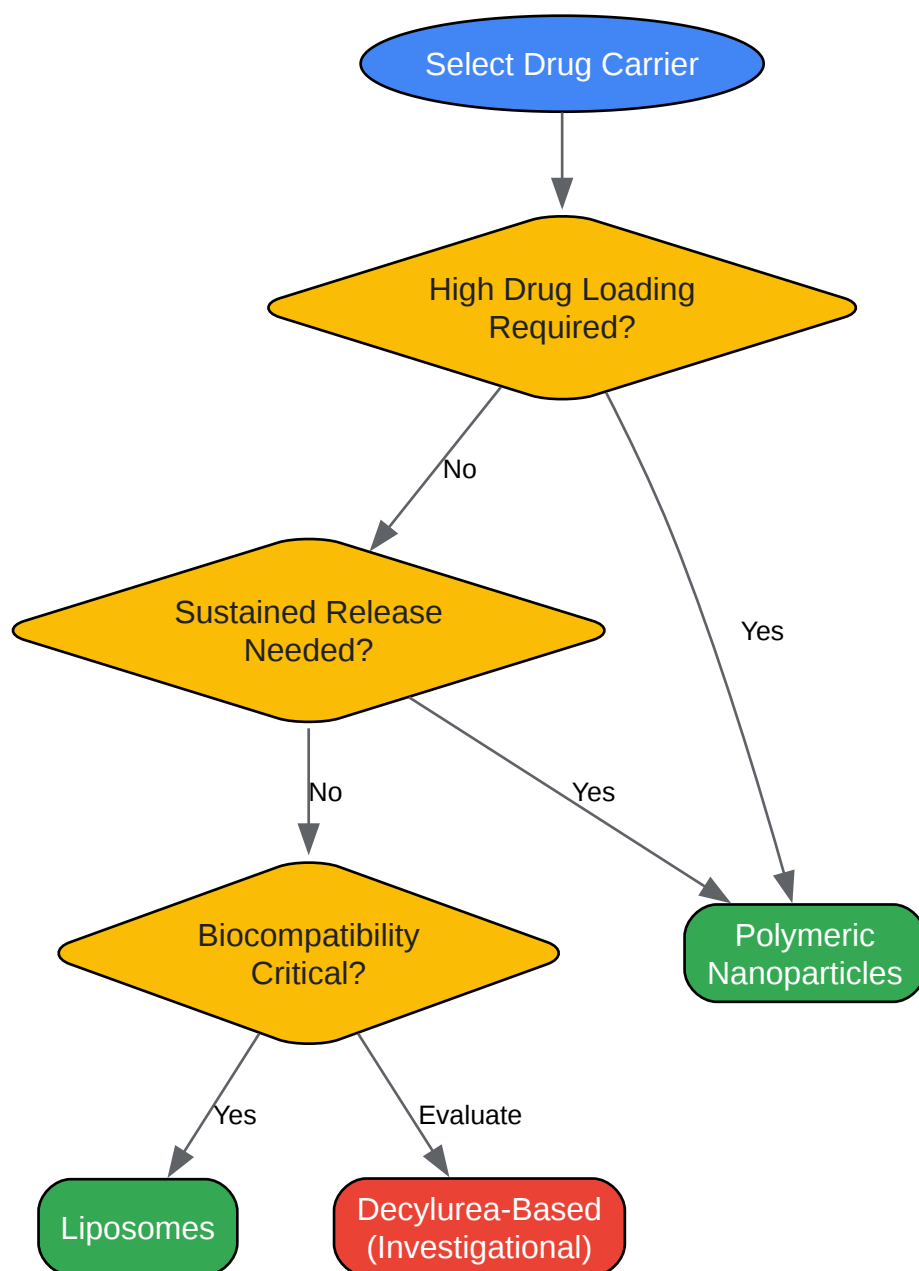 Select Drug Carrier
High Drug Loading
Required?
No
Sustained Release
Needed?
Yes
No
Yes
Biocompatibility
Critical?
Polymeric
Nanoparticles
Yes
Evaluate
Liposomes
Decylurea-Based
(Investigational)